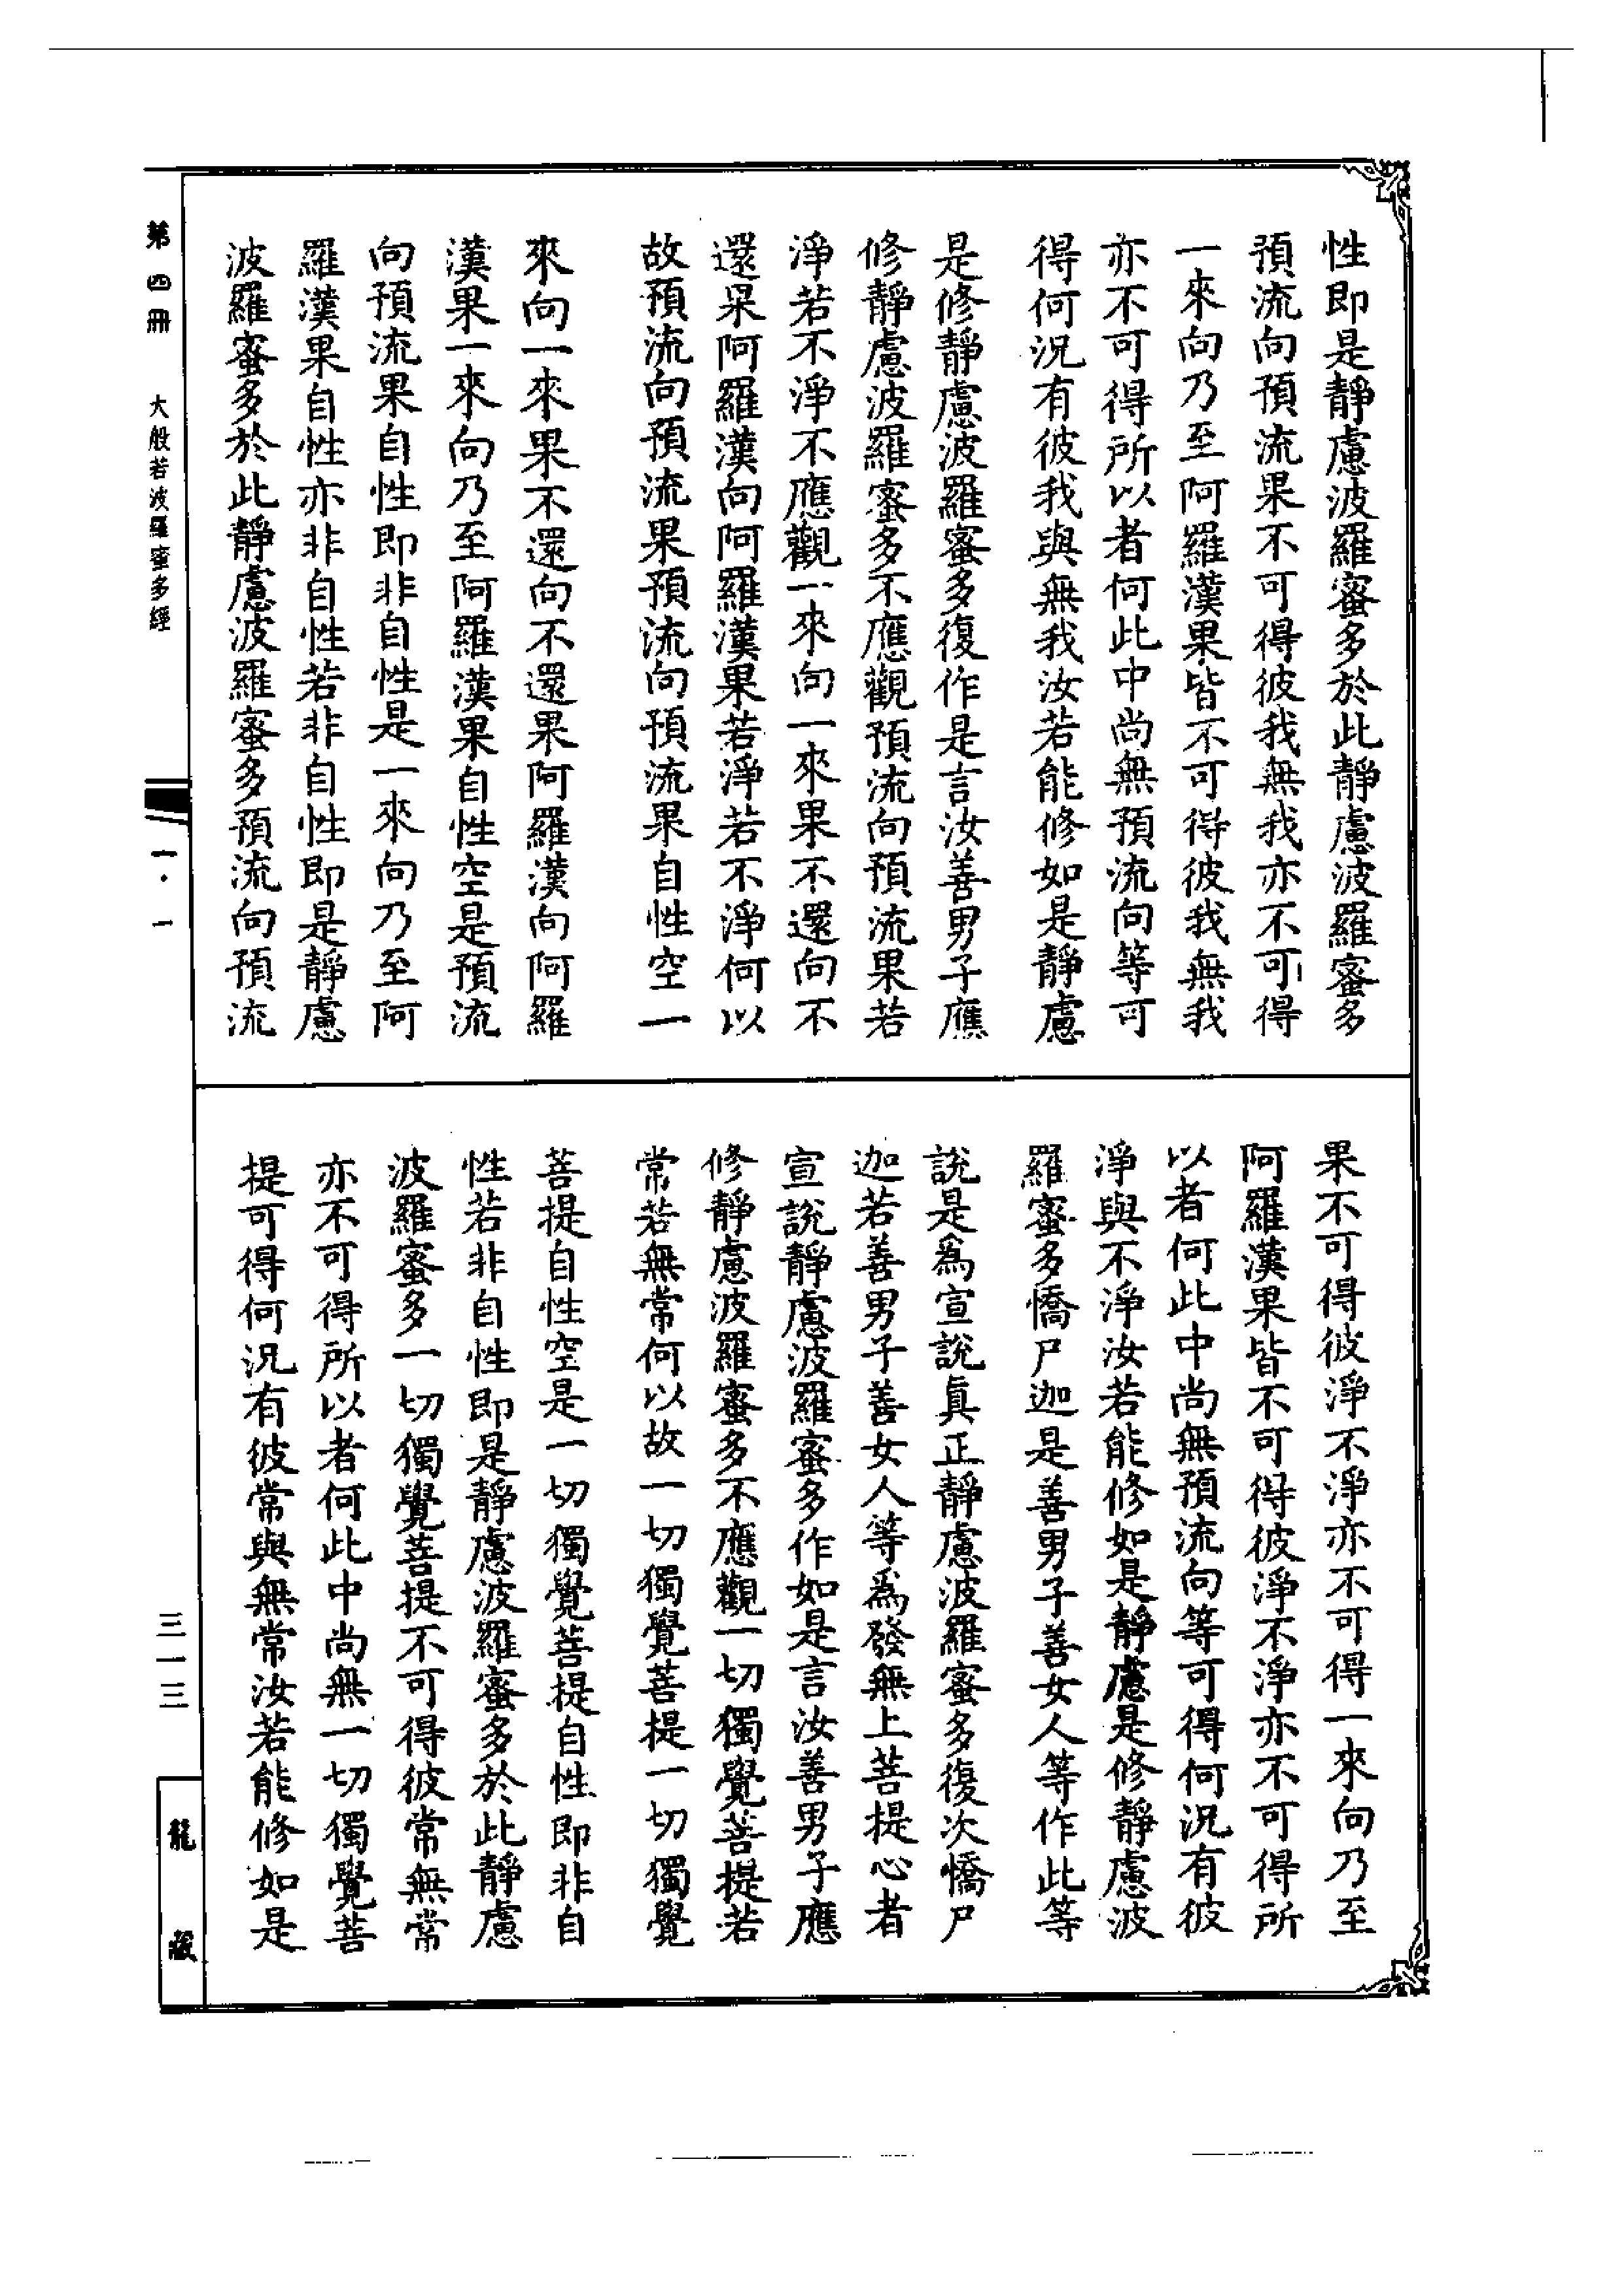 性即是靜慮波羅蜜多於此靜慮波羅蜜多
預流向預流果不可得彼我無我亦不可得
一來向乃至阿羅漢果皆不可得彼我無我
亦不可得所以者何此中尚無預流向等可
得何況有彼我與無我汝若能修如是靜慮
是修靜慮波羅蜜多復作是言汝善男子應
修靜慮波羅蜜多不應觀預流向預流果若
淨若不淨不應觀一來向一來果不還向不
還果阿羅漢向阿羅漢果若淨若不淨何以
故預流向預流果預流向預流果自性空一
來向一來果不還向不還果阿羅漢向阿羅
漢果一來向乃至阿羅漢果自性空是預流
向預流果自性即非自性是一來向乃至阿
羅漢果自性亦非自性若非自性即是靜慮
波羅蜜多於此靜慮波羅蜜多預流向預流
果不可得彼淨不淨亦不可得一來向乃至
阿羅漢果皆不可得彼淨不淨亦不可得所
以者何此中尚無預流向等可得何況有彼
淨與不淨汝若能修如是靜慮是修靜慮波
羅蜜多憍尸迦是善男子善女人等作此等
說是爲宣說真正靜慮波羅蜜多復次憍尸
迦若善男子善女人等爲發無上菩提心者
宣說靜慮波羅蜜多作如是言汝善男子應
修靜慮波羅蜜多不應觀一切獨覺菩提若
常若無常何以故一切獨覺菩提一切獨覺
菩提自性空是一切獨覺菩提自性即非自
性若非自性即是靜慮波羅蜜多於此靜慮
波羅蜜多一切獨覺菩提不可得彼常無常
亦不可得所以者何此中尚無一切獨覺菩
提可得何況有彼常與無常汝若能修如是
第四冊 大般若波羅蜜多經
一·一
三一三
龍藏